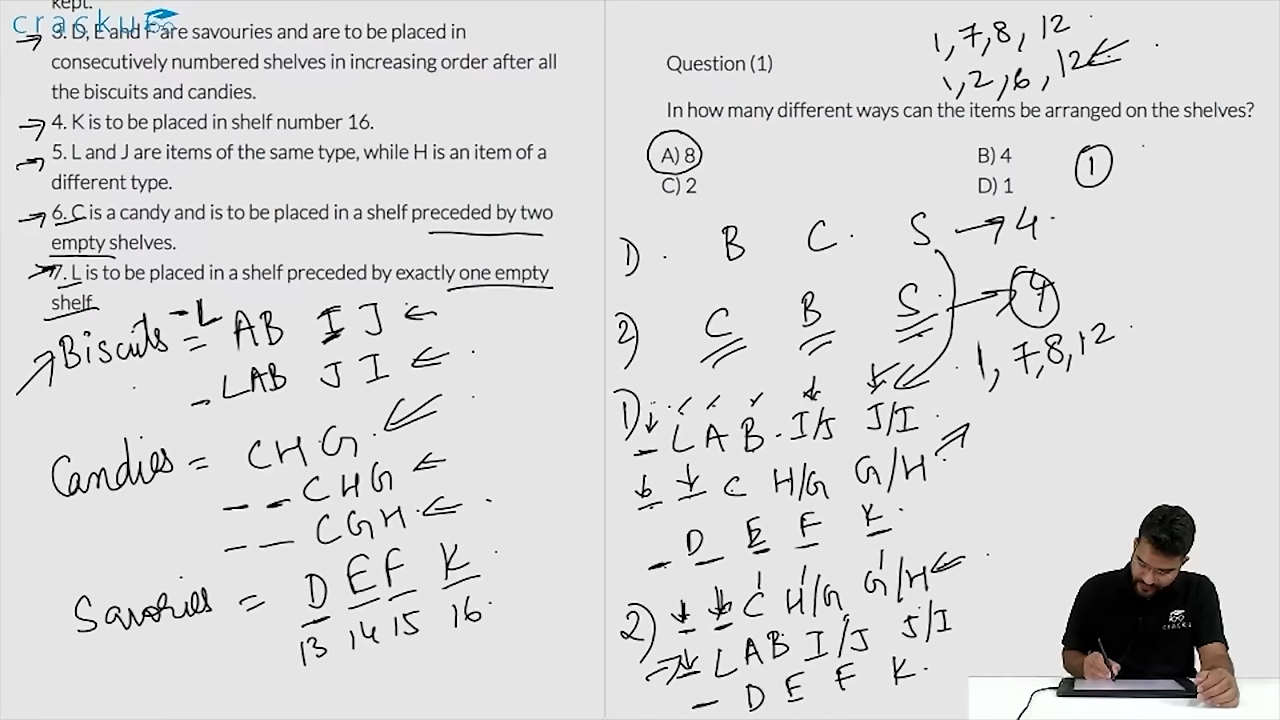 kept.
cracku
3. D, E and F are savouries and are to be placed in
consecutively numbered shelves in increasing order after all
the biscuits and candies.
4. K is to be placed in shelf number 16.
5. L and J are items of the same type, while H is an item of a
different type.
6. C is a candy and is to be placed in a shelf preceded by two
empty shelves.
7. L is to be placed in a shelf preceded by exactly one empty
shelf.
Biscuits = - L AB I J
- LAB J I
Candies = CHG
- - CHG
- - CGH
Savories = D E F K
13 14 15 16.
1, 7, 8, 12
1, 2, 6, 12
Question (1)
In how many different ways can the items be arranged on the shelves?
A) 8
B) 4
C) 2
D) 1
1
1) B C S → 4
2) C B S → 4
1, 7, 8, 12
1) - L A B I/J J/I
- - C H/G G/H
- D E F K
2) - - C H/G G/H
- L A B I/J J/I
- D E F K
cracku